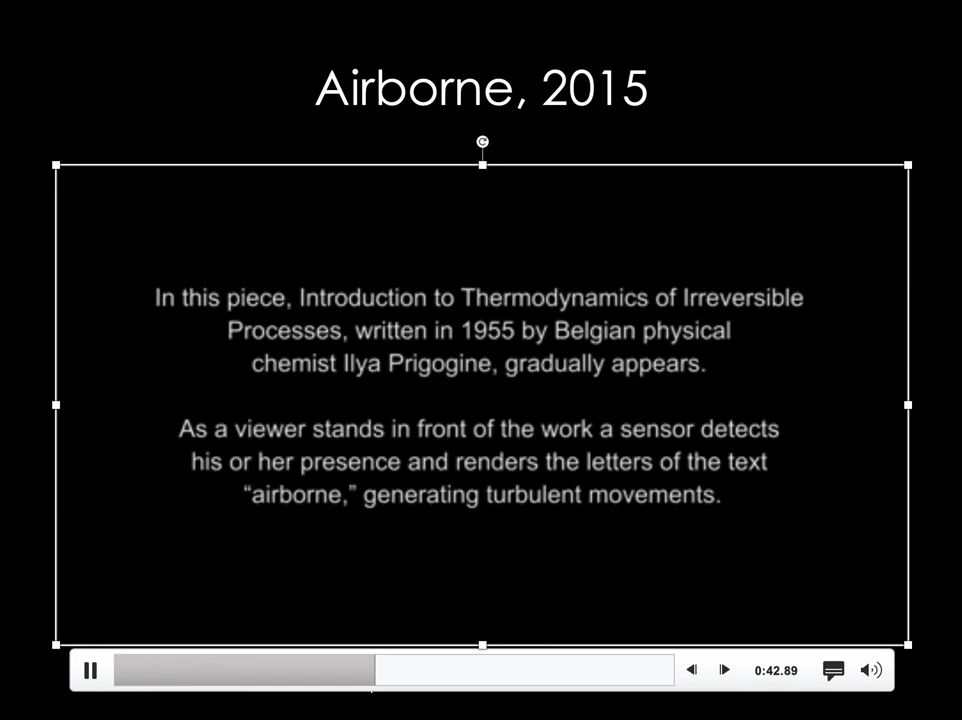 Airborne, 2015
In this piece, Introduction to Thermodynamics of Irreversible
Processes, written in 1955 by Belgian physical
chemist Ilya Prigogine, gradually appears.
As a viewer stands in front of the work a sensor detects
his or her presence and renders the letters of the text
“airborne,” generating turbulent movements.
0:42.89